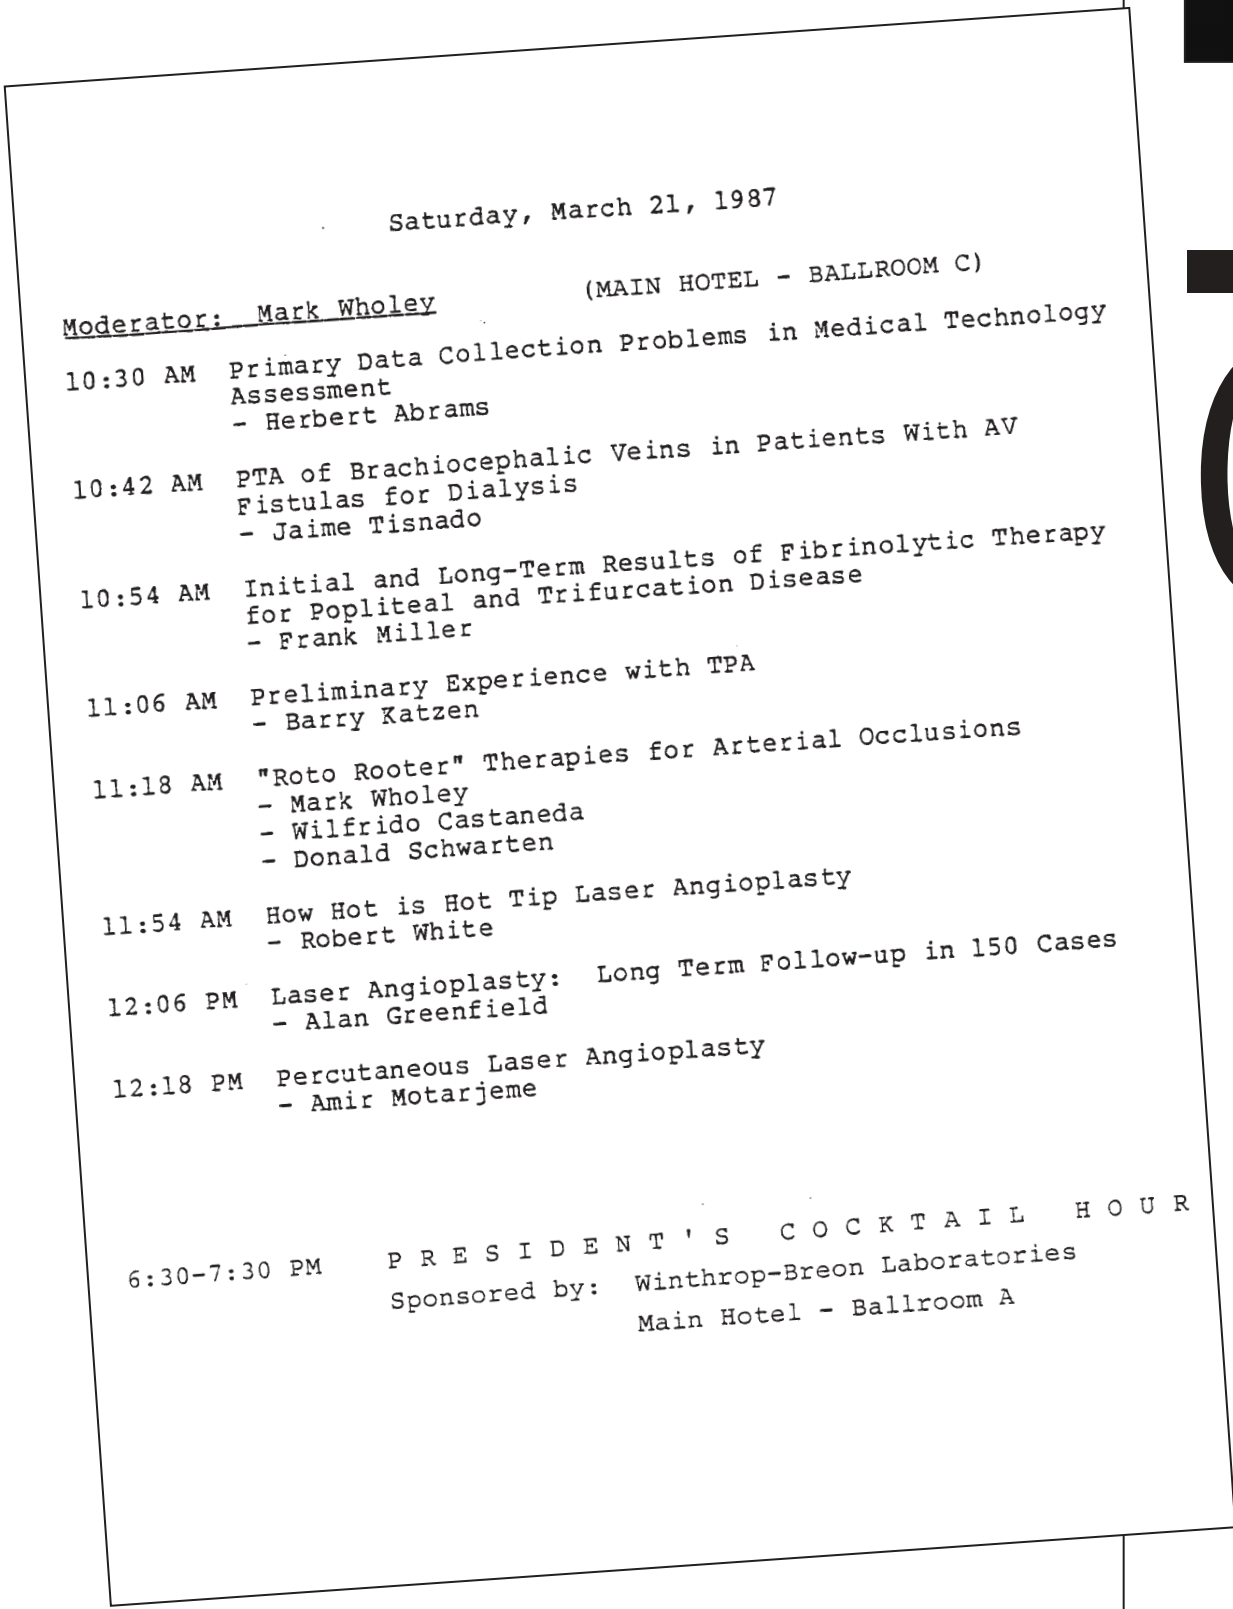 Saturday, March 21, 1987
(MAIN HOTEL - BALLROOM C)
Moderator:  Mark Wholey
10:30 AM  Primary Data Collection Problems in Medical Technology
Assessment
- Herbert Abrams
10:42 AM  PTA of Brachiocephalic Veins in Patients With AV
Fistulas for Dialysis
- Jaime Tisnado
10:54 AM  Initial and Long-Term Results of Fibrinolytic Therapy
for Popliteal and Trifurcation Disease
- Frank Miller
11:06 AM  Preliminary Experience with TPA
- Barry Katzen
11:18 AM  "Roto Rooter" Therapies for Arterial Occlusions
- Mark Wholey
- Wilfrido Castaneda
- Donald Schwarten
11:54 AM  How Hot is Hot Tip Laser Angioplasty
- Robert White
12:06 PM  Laser Angioplasty:  Long Term Follow-up in 150 Cases
- Alan Greenfield
12:18 PM  Percutaneous Laser Angioplasty
- Amir Motarjeme
6:30-7:30 PM  P R E S I D E N T ' S  C O C K T A I L  H O U R
Sponsored by:  Winthrop-Breon Laboratories
Main Hotel - Ballroom A